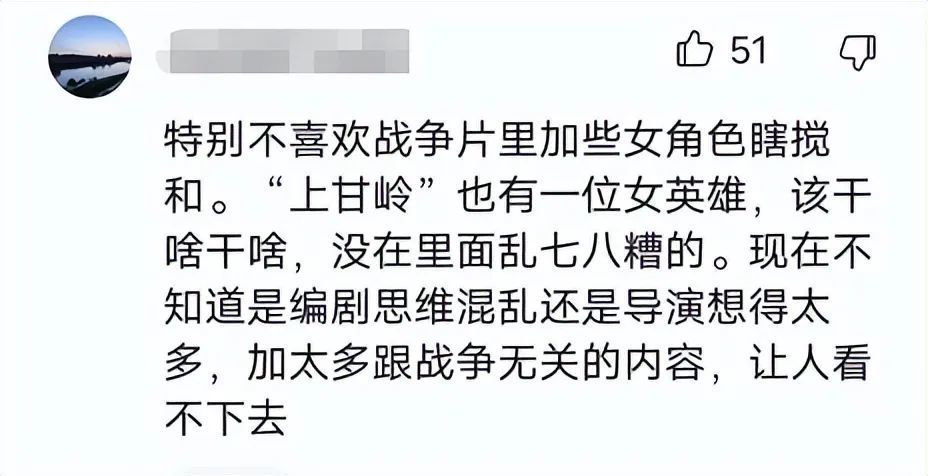 51
特别不喜欢战争片里加些女角色瞎搅
和。“上甘岭”也有一位女英雄，该干
啥干啥，没在里面乱七八糟的。现在不
知道是编剧思维混乱还是导演想得太
多，加太多跟战争无关的内容，让人看
不下去